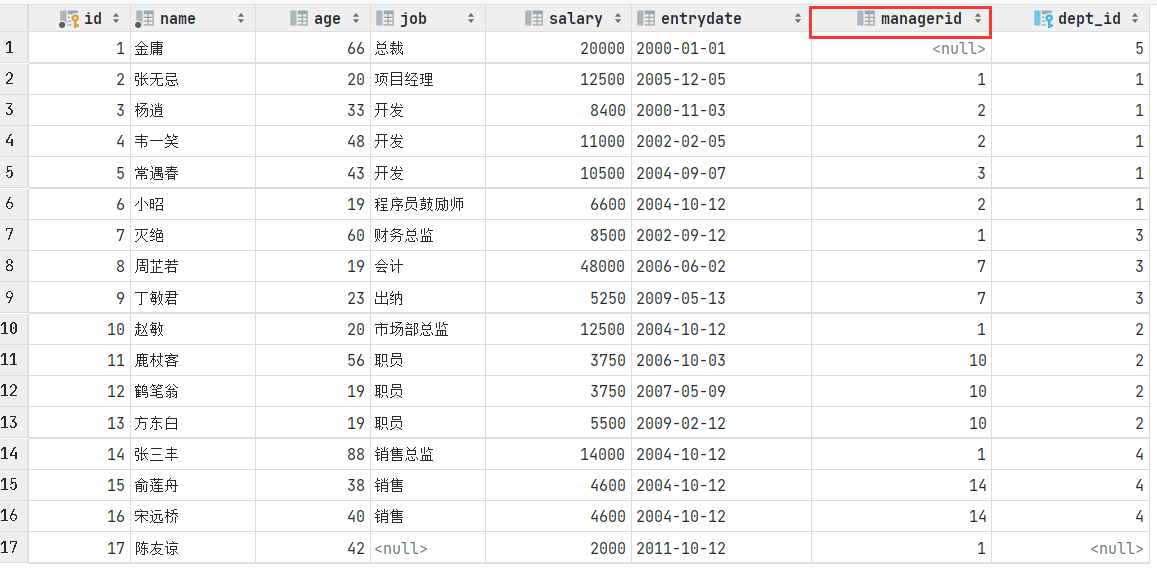 id name age job salary entrydate managerid dept_id
1 1 金庸 66 总裁 20000 2000-01-01 <null> 5
2 2 张无忌 20 项目经理 12500 2005-12-05 1 1
3 3 杨逍 33 开发 8400 2000-11-03 2 1
4 4 韦一笑 48 开发 11000 2002-02-05 2 1
5 5 常遇春 43 开发 10500 2004-09-07 3 1
6 6 小昭 19 程序员鼓励师 6600 2004-10-12 2 1
7 7 灭绝 60 财务总监 8500 2002-09-12 1 3
8 8 周芷若 19 会计 48000 2006-06-02 7 3
9 9 丁敏君 23 出纳 5250 2009-05-13 7 3
10 10 赵敏 20 市场部总监 12500 2004-10-12 1 2
11 11 鹿杖客 56 职员 3750 2006-10-03 10 2
12 12 鹤笔翁 19 职员 3750 2007-05-09 10 2
13 13 方东白 19 职员 5500 2009-02-12 10 2
14 14 张三丰 88 销售总监 14000 2004-10-12 1 4
15 15 俞莲舟 38 销售 4600 2004-10-12 14 4
16 16 宋远桥 40 销售 4600 2004-10-12 14 4
17 17 陈友谅 42 <null> 2000 2011-10-12 1 <null>